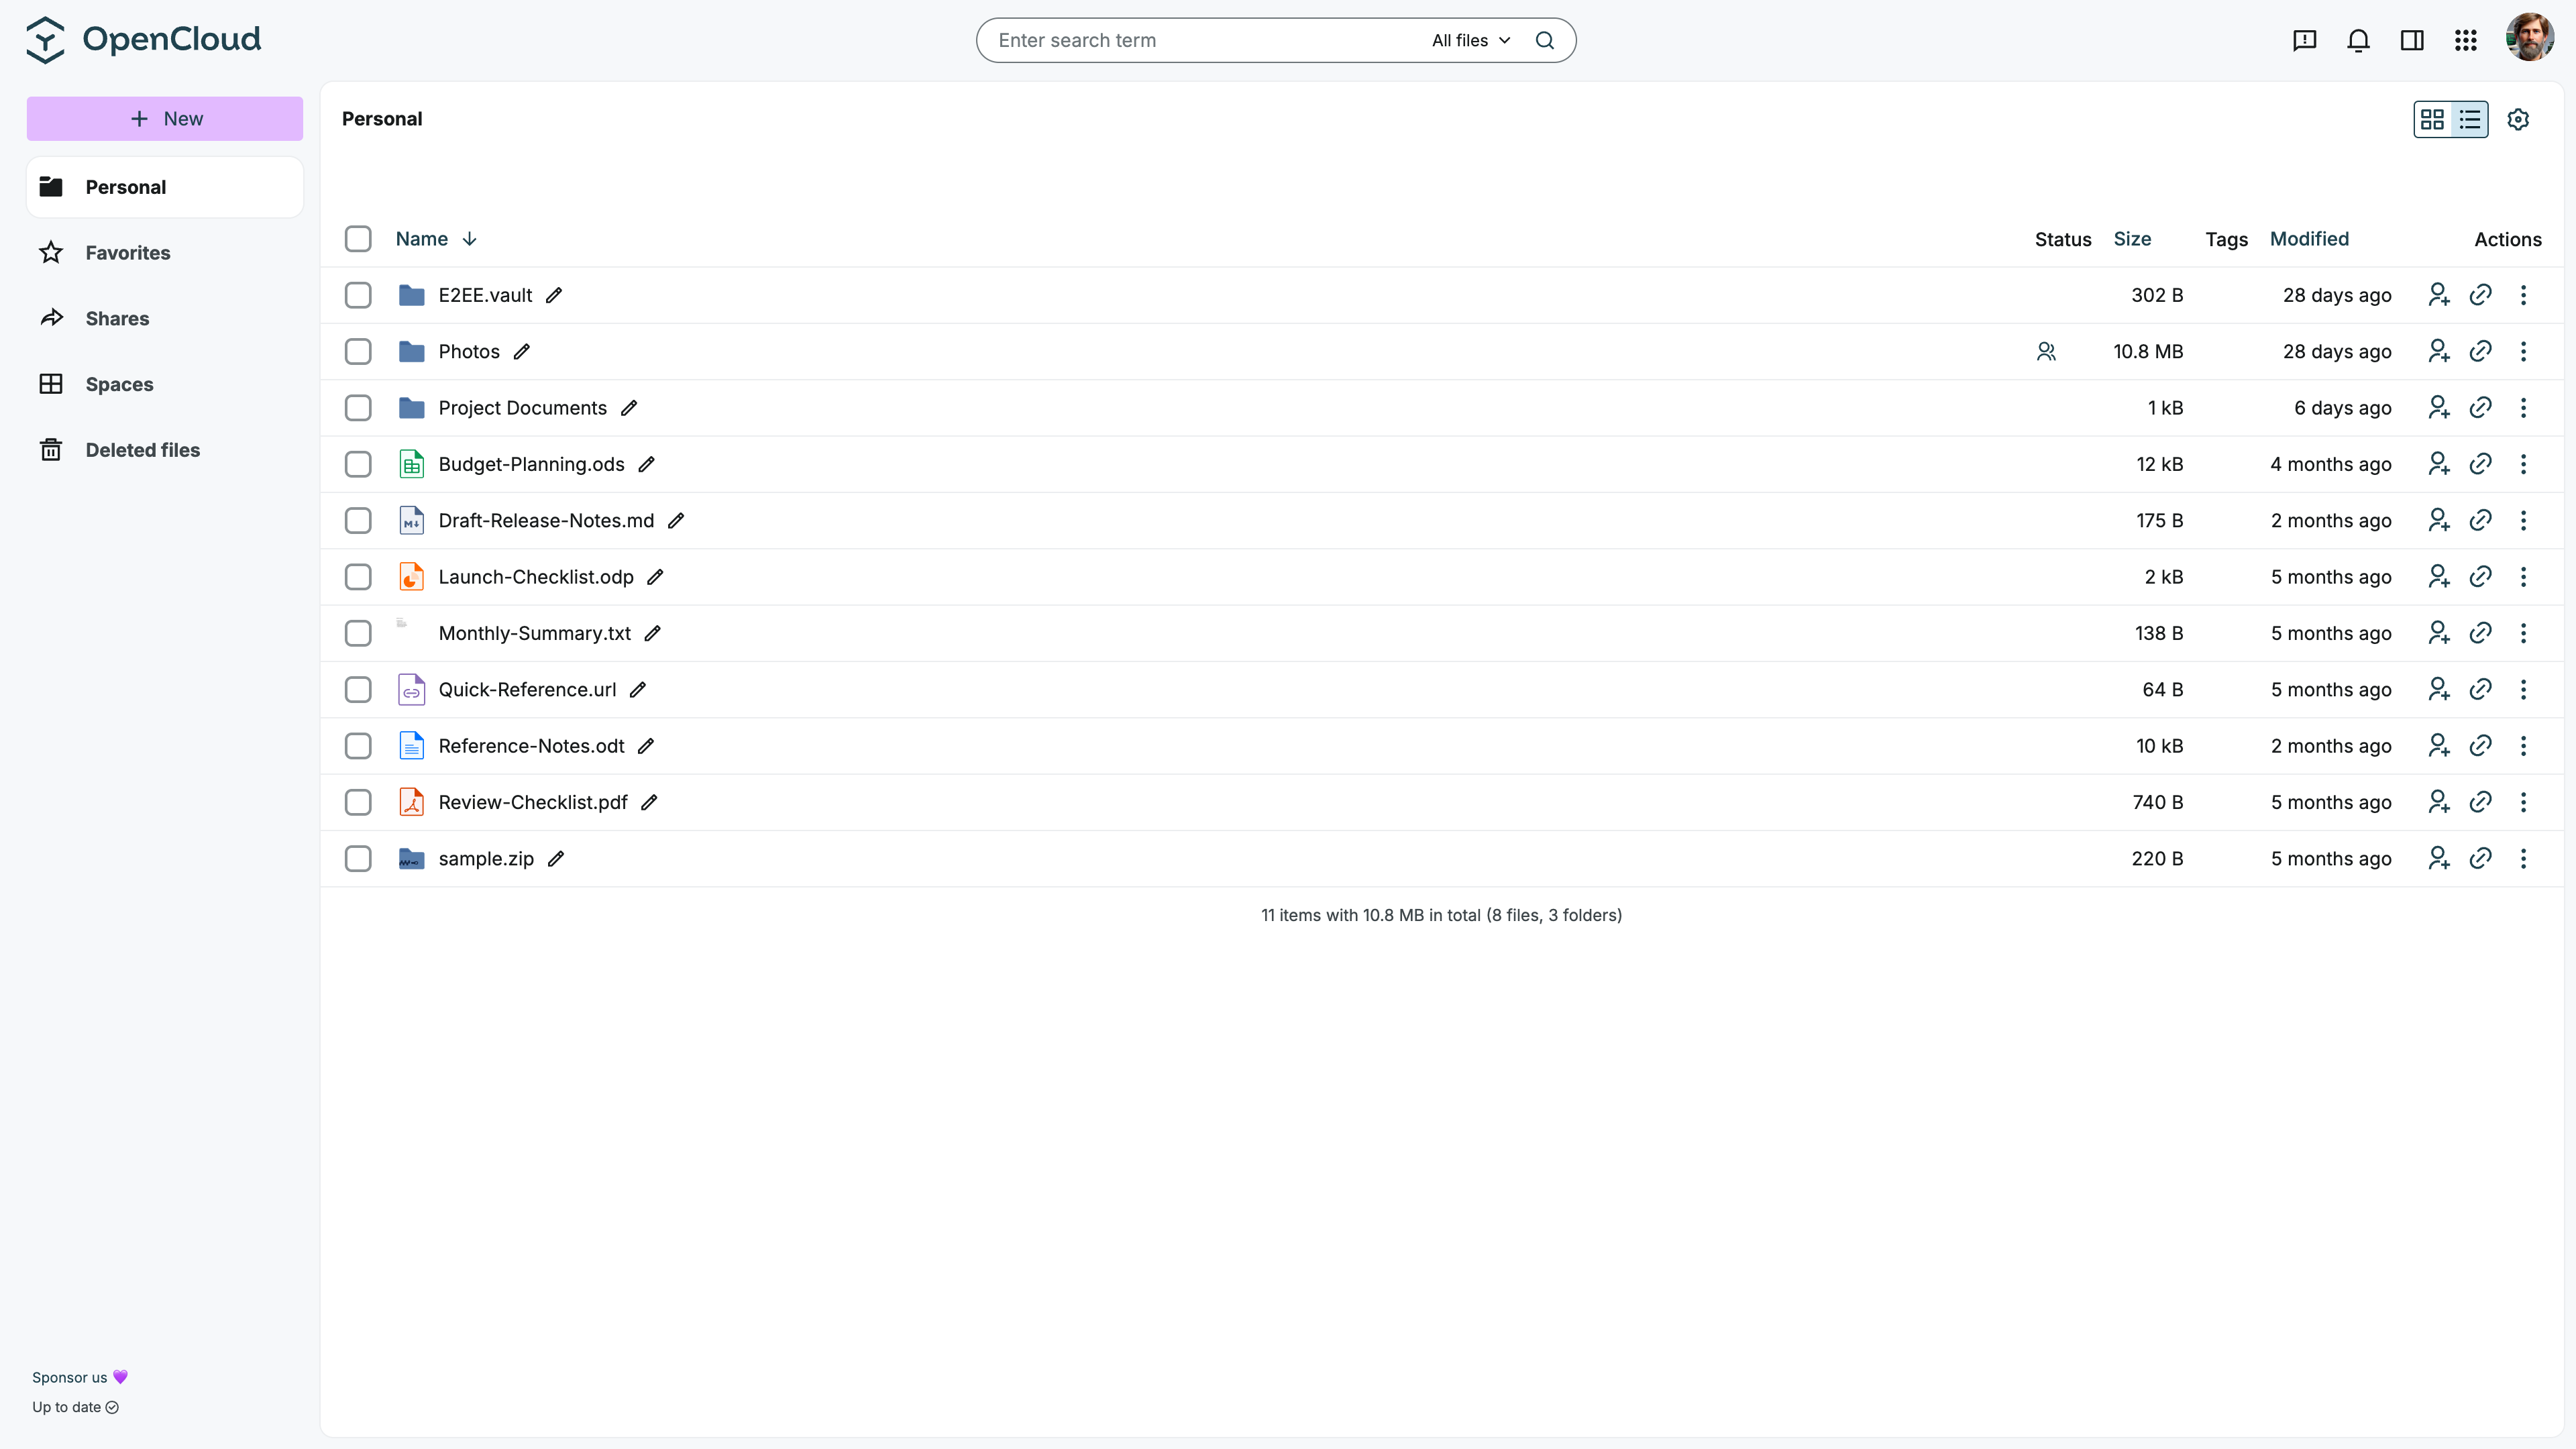 OpenCloud
Enter search term
All files
New
Personal
Favorites
Shares
Spaces
Deleted files
Personal
Name Status Size Tags Modified Actions
E2EE.vault 302 B 28 days ago
Photos 10.8 MB 28 days ago
Project Documents 1 kB 6 days ago
Budget-Planning.ods 12 kB 4 months ago
Draft-Release-Notes.md 175 B 2 months ago
Launch-Checklist.odp 2 kB 5 months ago
Monthly-Summary.txt 138 B 5 months ago
Quick-Reference.url 64 B 5 months ago
Reference-Notes.odt 10 kB 2 months ago
Review-Checklist.pdf 740 B 5 months ago
sample.zip 220 B 5 months ago
11 items with 10.8 MB in total (8 files, 3 folders)
Sponsor us 💜
Up to date